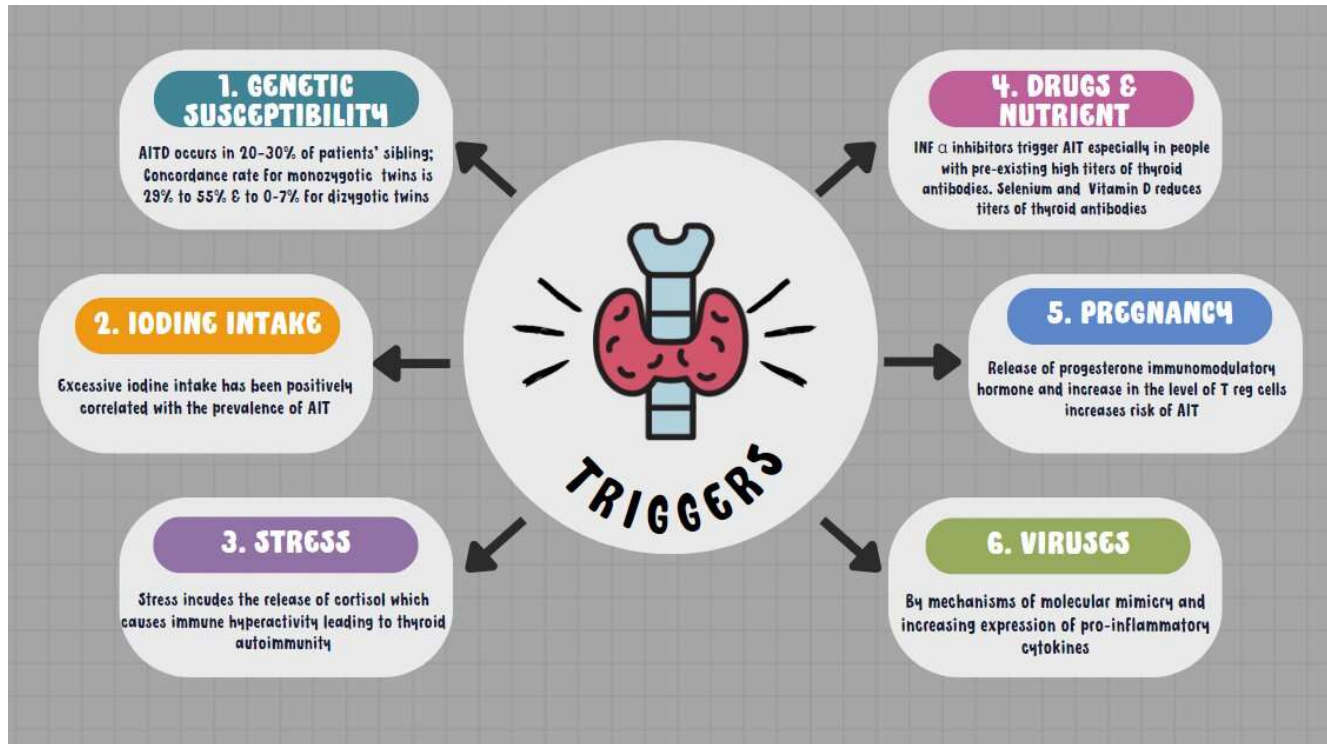 1. GENETIC
SUSCEPTIBILITY
AITD occurs in 20-30% of patients' sibling;
Concordance rate for monozygotic twins is
29% to 55% & to 0-7% for dizygotic twins
2. IODINE INTAKE
Excessive iodine intake has been positively
correlated with the prevalence of AIT
3. STRESS
Stress incudes the release of cortisol which
causes immune hyperactivity leading to thyroid
autoimmunity
TRIGGERS
4. DRUGS &
NUTRIENT
INF α inhibitors trigger AIT especially in people
with pre-existing high titers of thyroid
antibodies. Selenium and Vitamin D reduces
titers of thyroid antibodies
5. PREGNANCY
Release of progesterone immunomodulatory
hormone and increase in the level of T reg cells
increases risk of AIT
6. VIRUSES
By mechanisms of molecular mimicry and
increasing expression of pro-inflammatory
cytokines